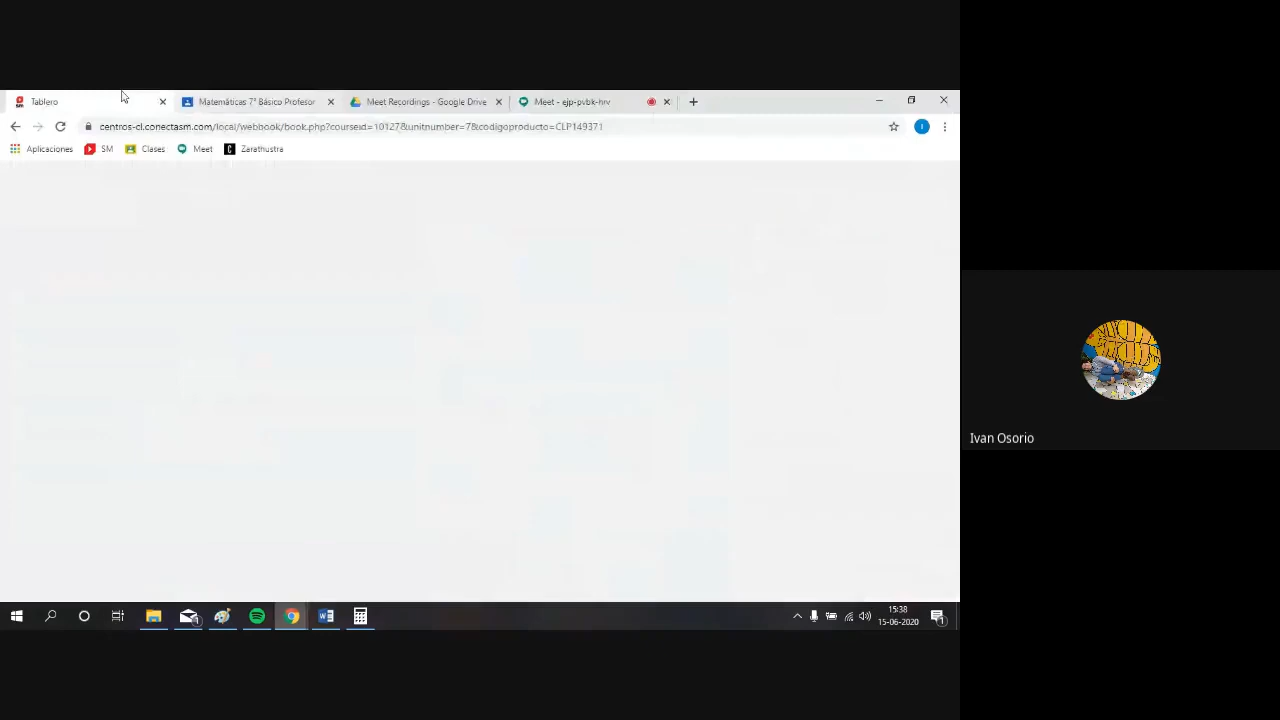 Tablero
Matemáticas 7° Básico Profesor
Meet Recordings - Google Drive
Meet - ejp-pvbk-hrv
centros-cl.conectasm.com/local/webbook/book.php?courseid=10127&unitnumber=7&codigoproducto=CLP149371
Aplicaciones
SM
Clases
Meet
Zarathustra
Ivan Osorio
15:38
15-06-2020